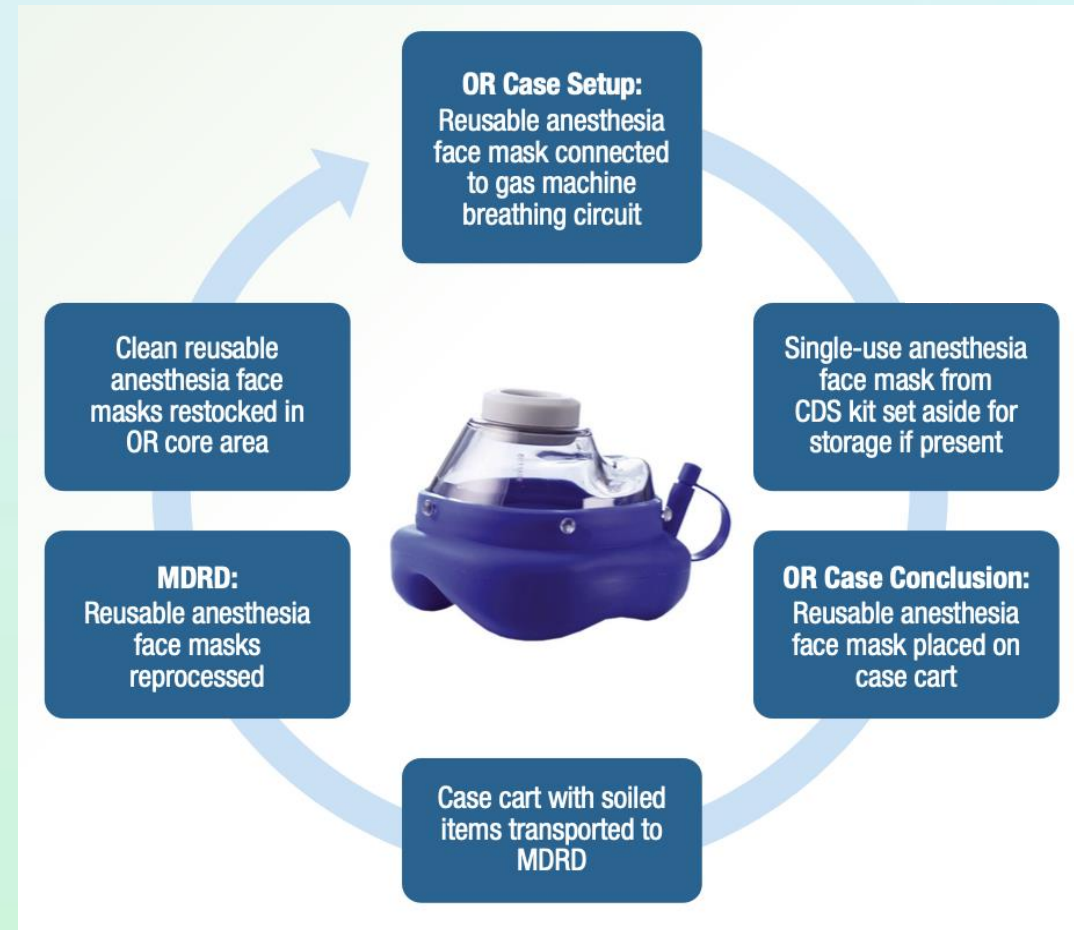 OR Case Setup:
Reusable anesthesia
face mask connected
to gas machine
breathing circuit
Single-use anesthesia
face mask from
CDS kit set aside for
storage if present
OR Case Conclusion:
Reusable anesthesia
face mask placed on
case cart
Case cart with soiled
items transported to
MDRD
MDRD:
Reusable anesthesia
face masks
reprocessed
Clean reusable
anesthesia face
masks restocked in
OR core area